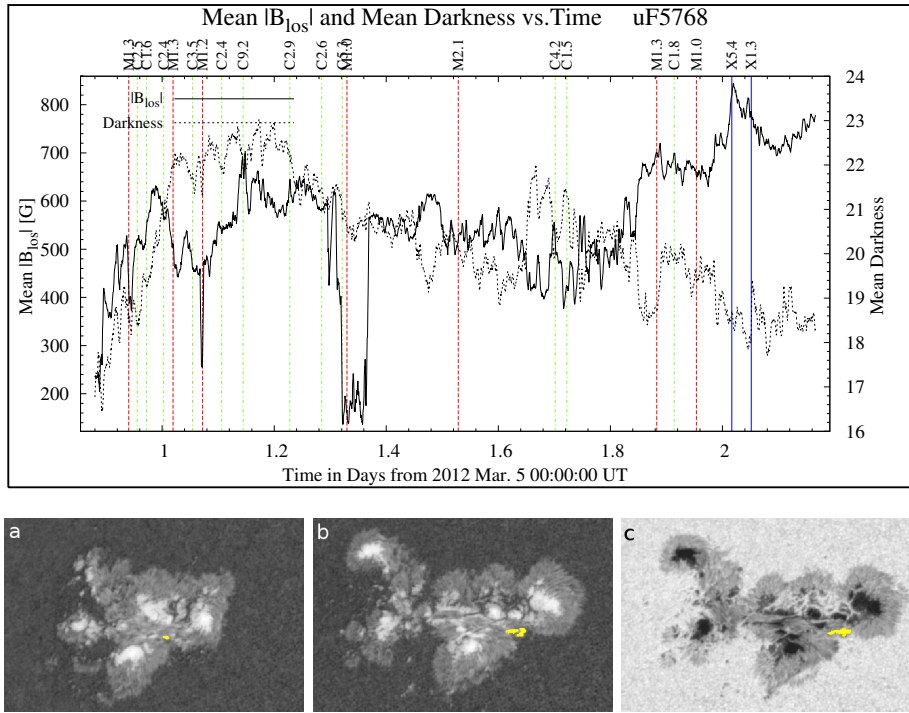 Mean |Blos| and Mean Darkness vs.Time uF5768
M1.3 C2.5 C1.6 C2.4 M1.3 C3.5 M1.2 C2.4 C9.2 C2.9 C2.6 M1.0 M2.1 C4.2 C1.5 M1.3 C1.8 M1.0 X5.4 X1.3
|Blos|
Darkness
Mean |Blos| [G]
800
700
600
500
400
300
200
24
23
22
21
20
19
18
17
16
Mean Darkness
1 1.2 1.4 1.6 1.8 2
Time in Days from 2012 Mar. 5 00:00:00 UT
a b c